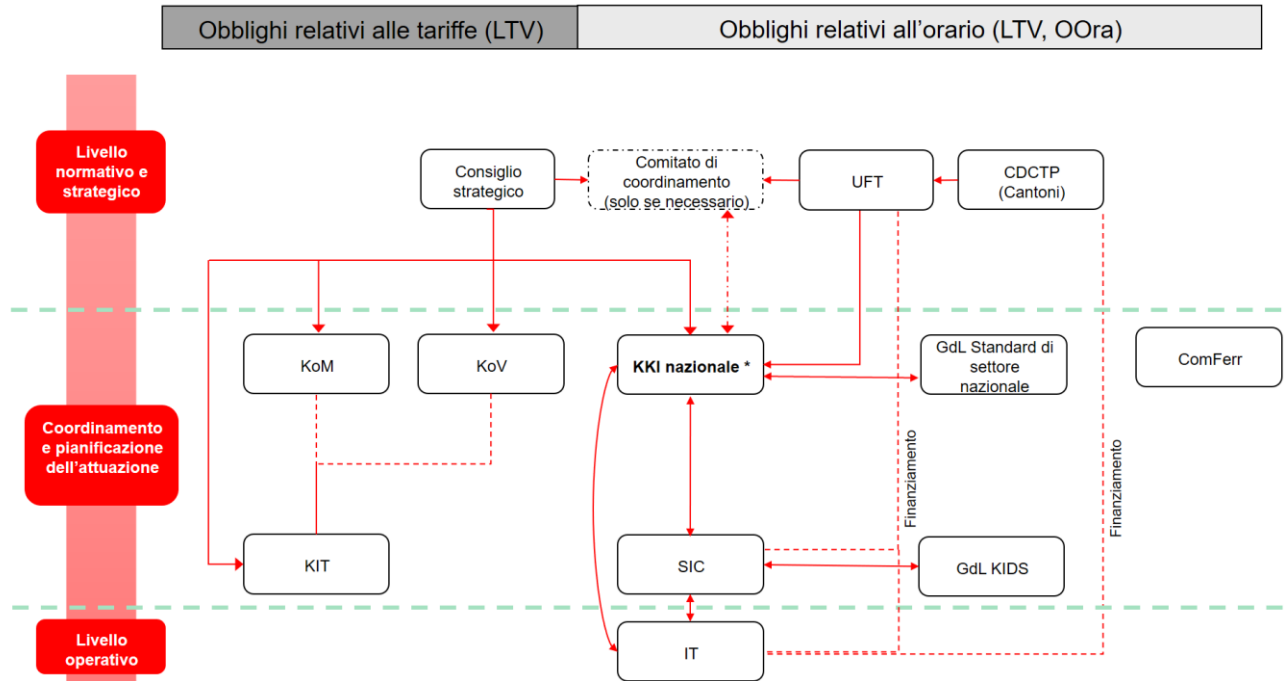 Obblighi relativi alle tariffe (LTV)
Obblighi relativi all'orario (LTV, OOra)
Livello
normativo e
strategico
Consiglio
strategico
Comitato di
coordinamento
(solo se necessario)
UFT
CDCTP
(Cantoni)
KoM
KoV
KKI nazionale *
GdL Standard di
settore
nazionale
ComFerr
Coordinamento
e pianificazione
dell'attuazione
Finanziamento
Finanziamento
KIT
SIC
GdL KIDS
Livello
operativo
IT